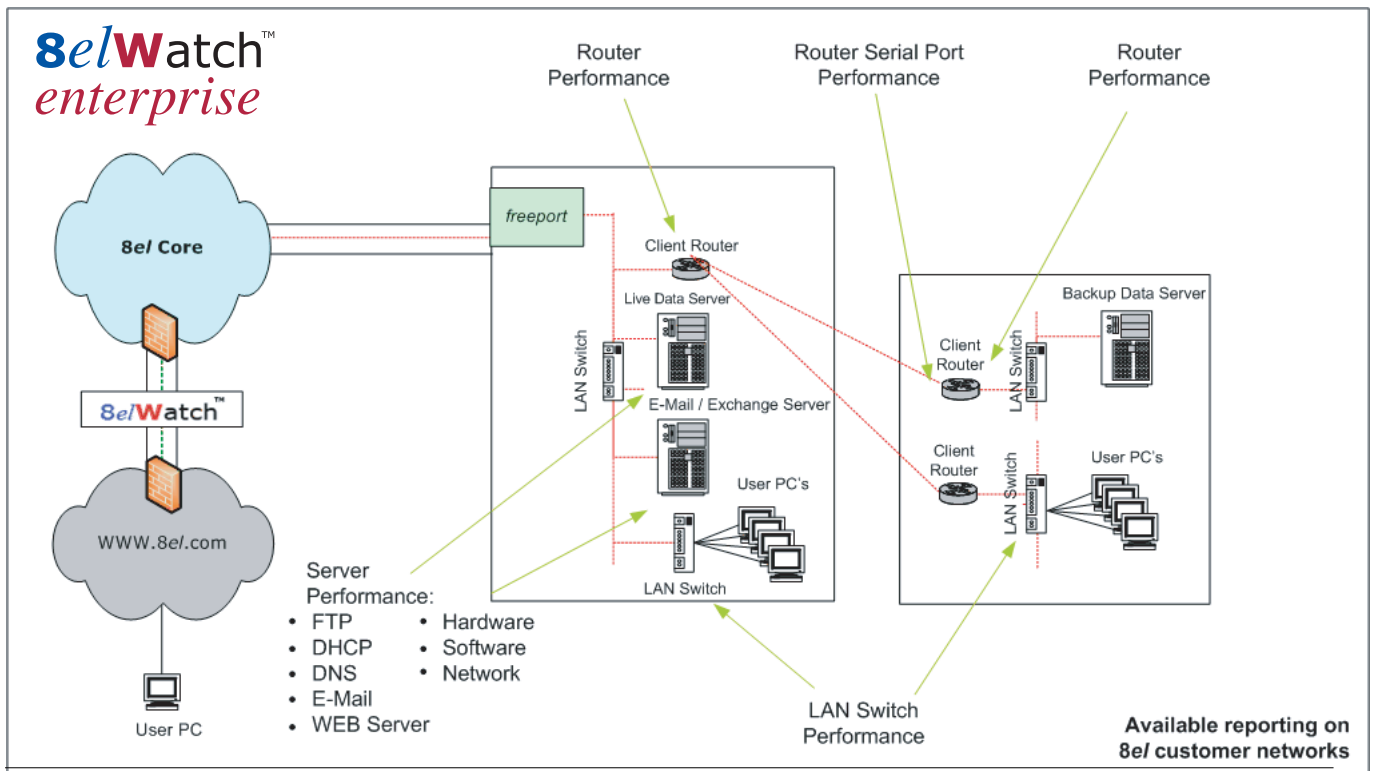 8elWatch™
enterprise
Router
Performance
Router Serial Port
Performance
Router
Performance
8el Core
freeport
Client Router
Live Data Server
LAN Switch
E-Mail / Exchange Server
User PC's
LAN Switch
Backup Data Server
Client
Router
LAN Switch
Client
Router
LAN Switch
User PC's
8elWatch™
WWW.8el.com
User PC
Server
Performance:
• FTP
• DHCP
• DNS
• E-Mail
• WEB Server
• Hardware
• Software
• Network
LAN Switch
Performance
Available reporting on
8el customer networks